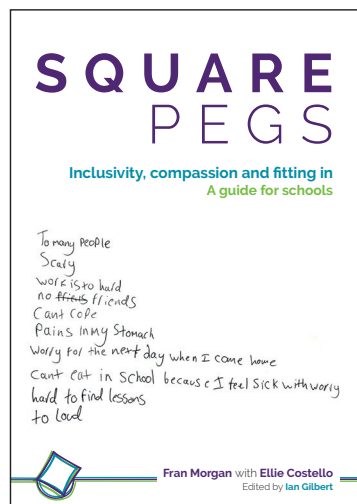 SQUARE
PEGS
Inclusivity, compassion and fitting in
A guide for schools
To many People
Scary
work is to hard
no friends
Cant Cope
Pains in my Stomach
Worry for the next day when I come home
Cant eat in School because I feel Sick with worry
hard to find lessons
to loud
Fran Morgan with Ellie Costello
Edited by Ian Gilbert